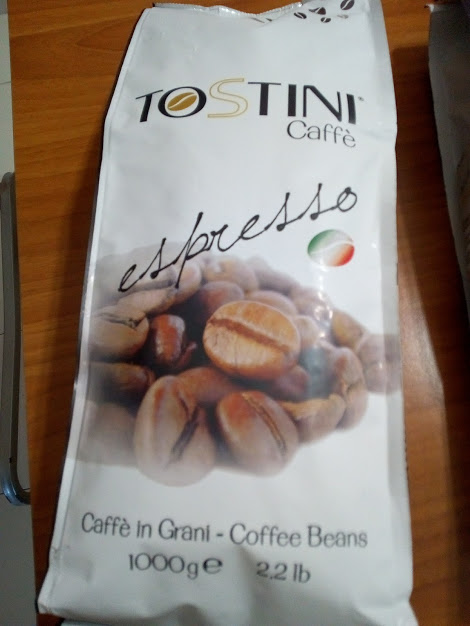 TOSTINI®
Caffè
espresso
Caffè in Grani - Coffee Beans
1000g e 2.2 lb